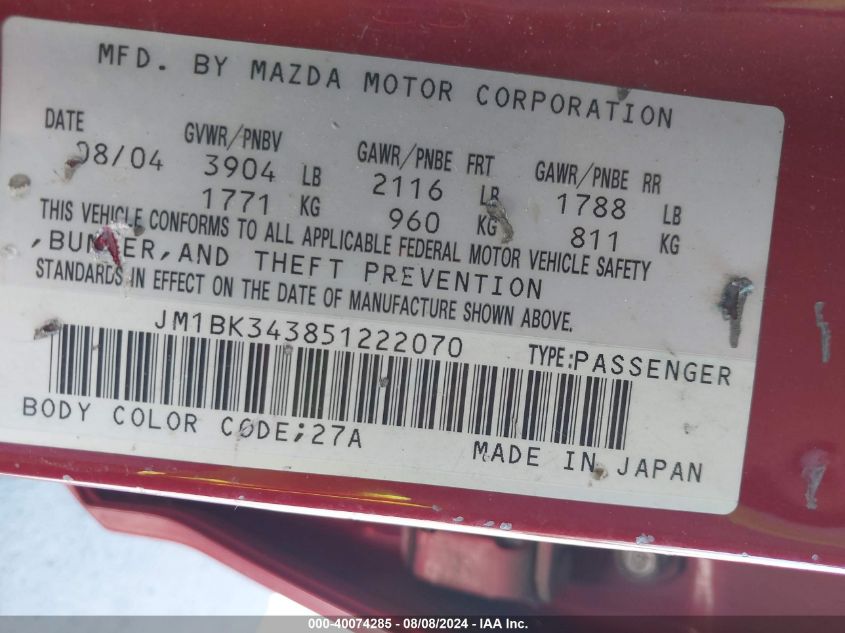 MFD. BY MAZDA MOTOR CORPORATION
DATE GVWR/PNBV GAWR/PNBE FRT GAWR/PNBE RR
08/04 3904 LB 2116 LB 1788 LB
1771 KG 960 KG 811 KG
THIS VEHICLE CONFORMS TO ALL APPLICABLE FEDERAL MOTOR VEHICLE SAFETY
,BUMPER,AND THEFT PREVENTION
STANDARDS IN EFFECT ON THE DATE OF MANUFACTURE SHOWN ABOVE.
JM1BK343851222070 TYPE:PASSENGER
BODY COLOR CODE;27A MADE IN JAPAN
000-40074285 - 08/08/2024 - IAA Inc.